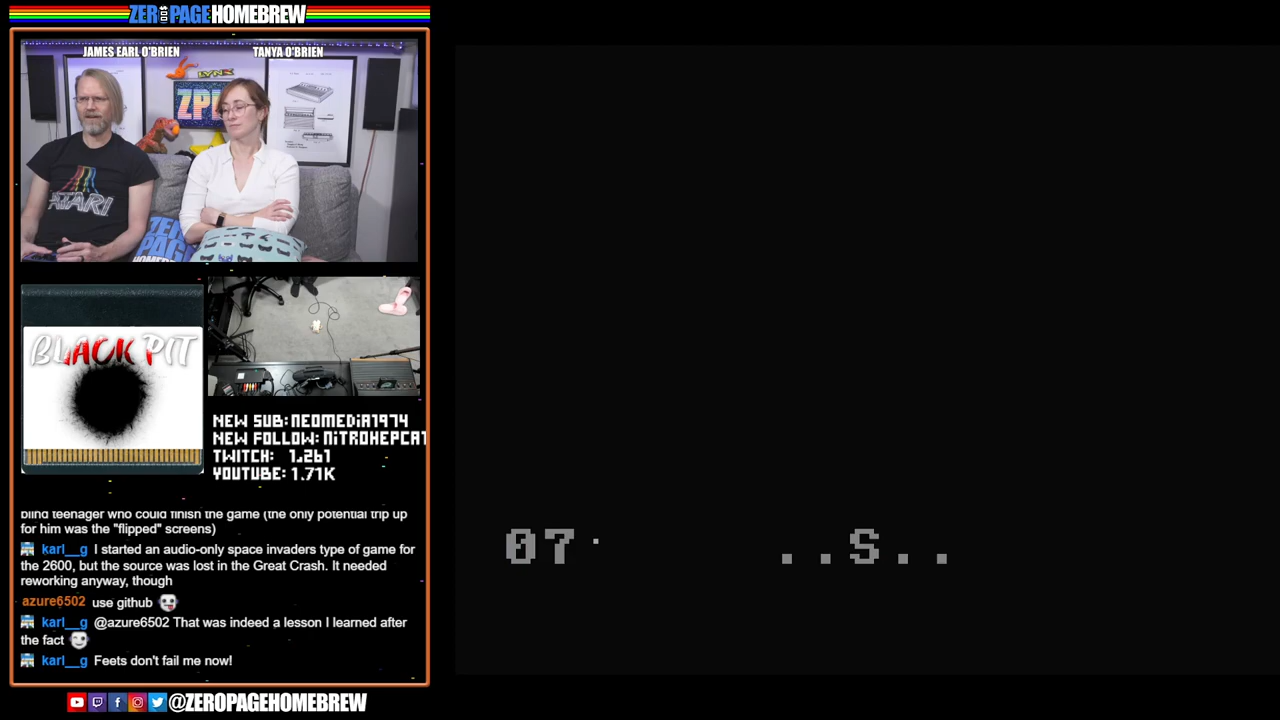 ZERO PAGE HOMEBREW
JAMES EARL O'BRIEN
TANYA O'BRIEN
LYNX
ATARI
ZERO
PAGE
BLACK PIT
NEW SUB: NEOMEDIA1974
NEW FOLLOW: NITROHEPCAT
TWITCH: 1,261
YOUTUBE: 1.71K
blind teenager who could finish the game (the only potential trip up
for him was the "flipped" screens)
karl__g I started an audio-only space invaders type of game for
the 2600, but the source was lost in the Great Crash. It needed
reworking anyway, though
azure6502 use github
karl__g @azure6502 That was indeed a lesson I learned after
the fact
karl__g Feets don't fail me now!
07 . ..S..
@ZEROPAGEHOMEBREW